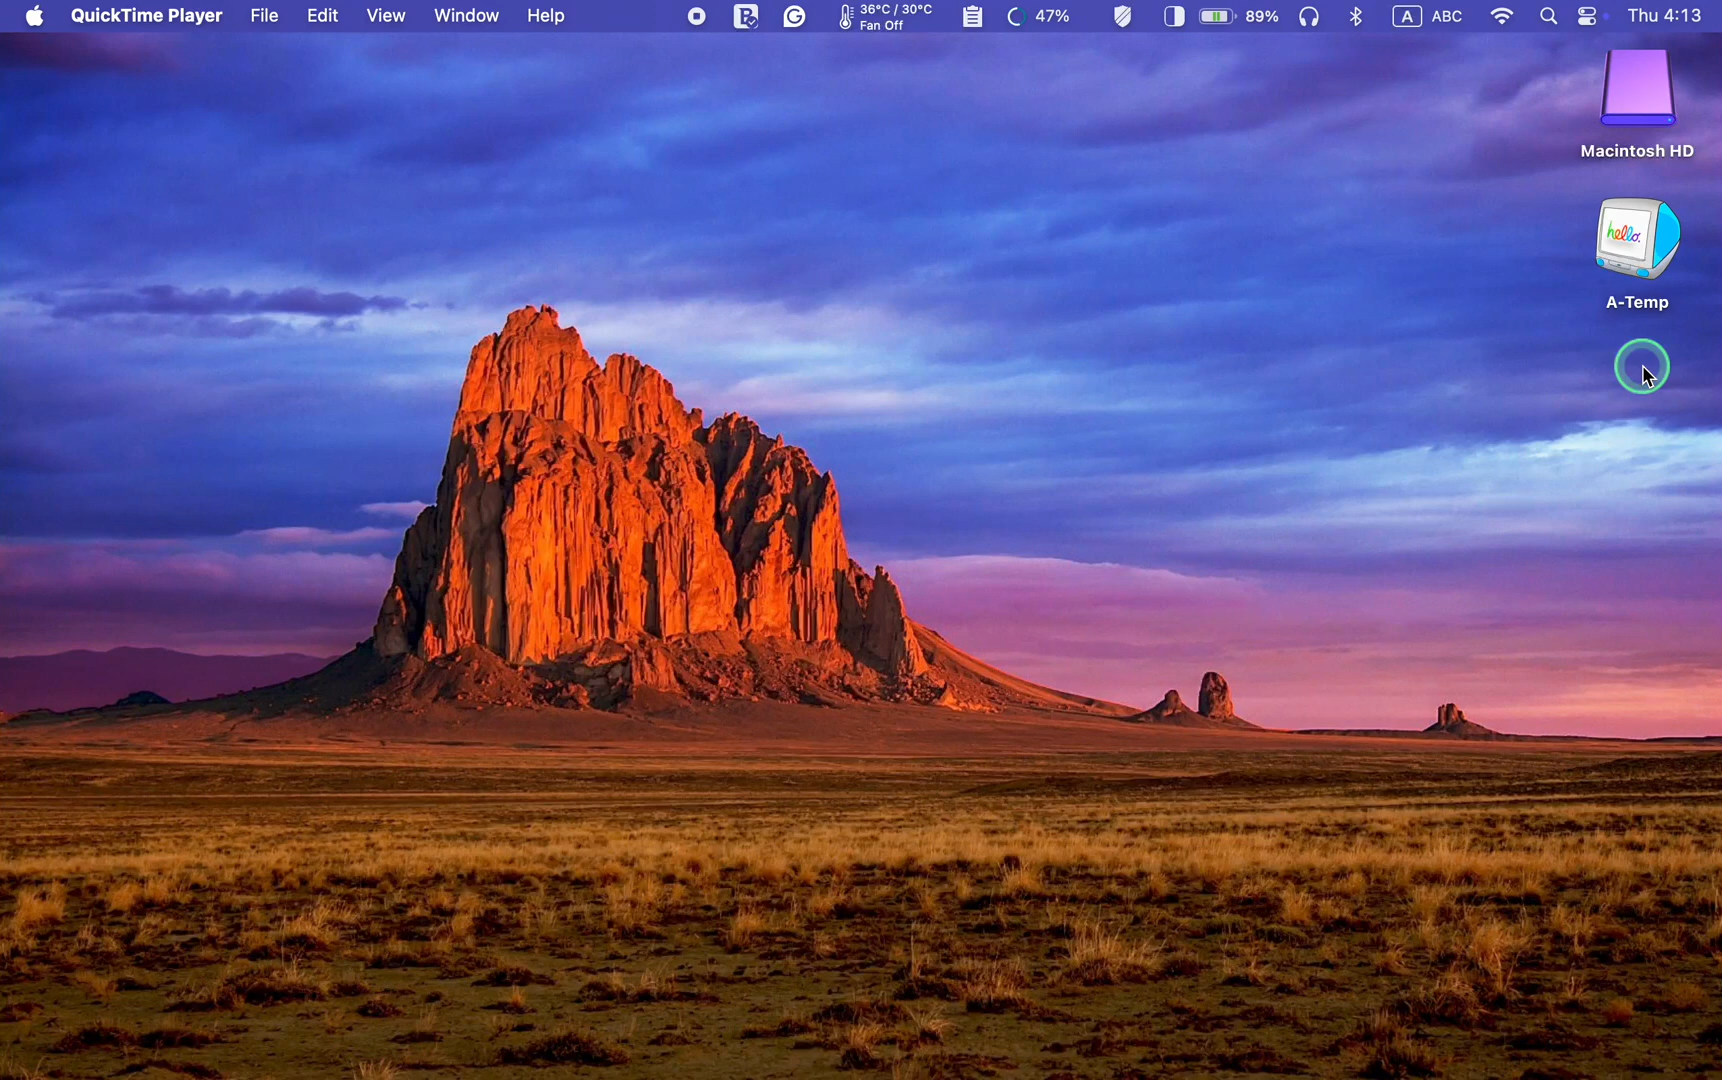 QuickTime Player File Edit View Window Help 36°C / 30°C Fan Off 47% 89% A ABC Thu 4:13
Macintosh HD
hello.
A-Temp